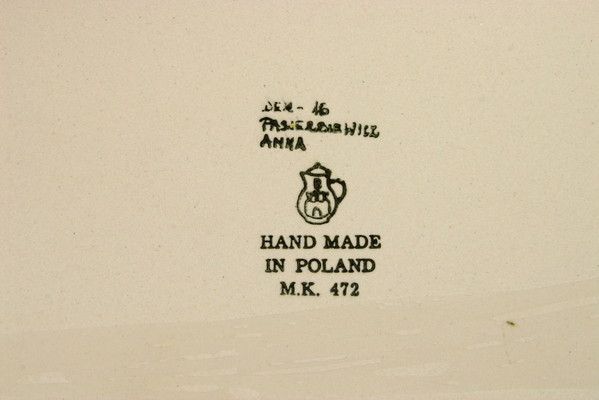 DEK-16
PASIERBIEWICZ
ANNA
HAND MADE
IN POLAND
M.K. 472